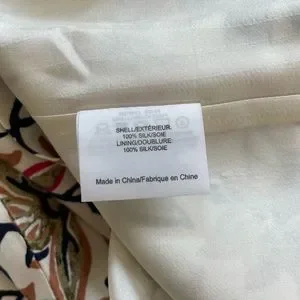 SHELL/EXTÉRIEUR:
100% SILK/SOIE
LINING/DOUBLURE:
100% SILK/SOIE
Made in China/Fabriqué en Chine